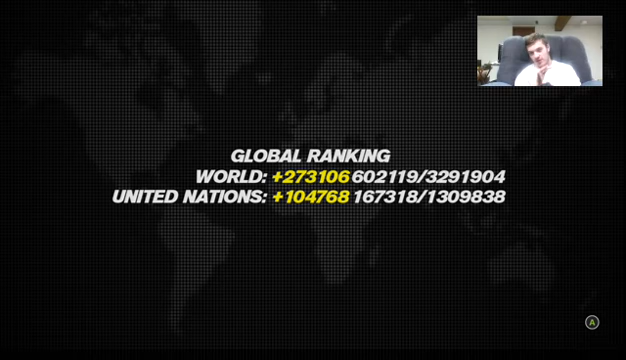 GLOBAL RANKING
WORLD: +273106 602119/3291904
UNITED NATIONS: +104768 167318/1309838
A